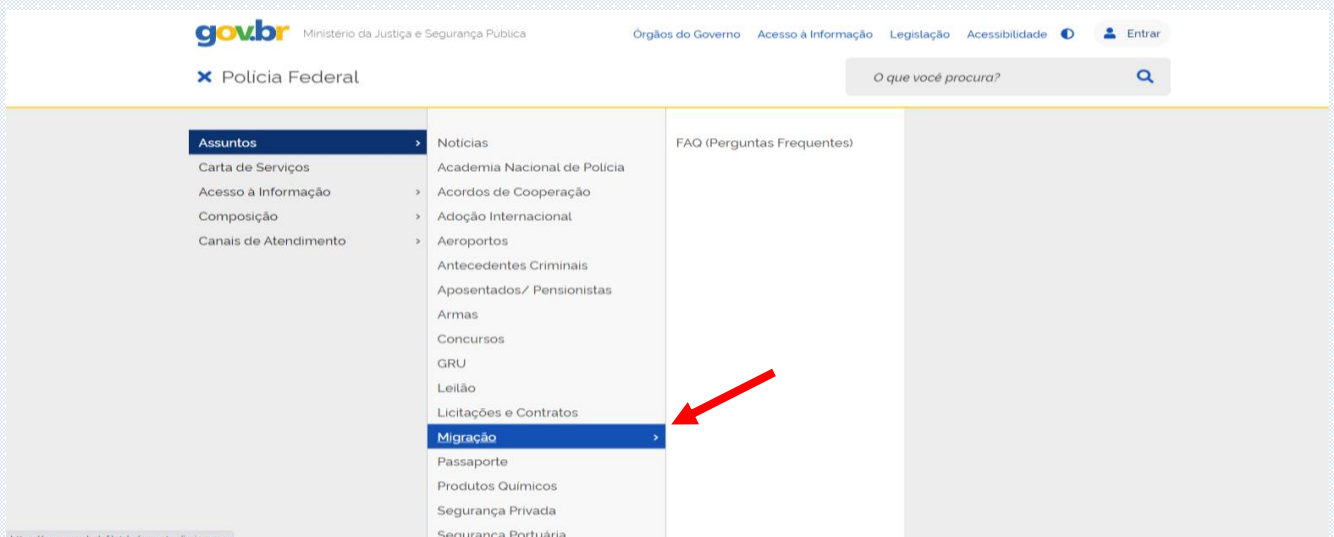 gov.br Ministério da Justiça e Segurança Pública Órgãos do Governo Acesso à Informação Legislação Acessibilidade Entrar
Polícia Federal O que você procura?
Assuntos
Carta de Serviços
Acesso à Informação
Composição
Canais de Atendimento
Notícias
Academia Nacional de Polícia
Acordos de Cooperação
Adoção Internacional
Aeroportos
Antecedentes Criminais
Aposentados/ Pensionistas
Armas
Concursos
GRU
Leilão
Licitações e Contratos
Migração
Passaporte
Produtos Químicos
Segurança Privada
Segurança Portuária
FAQ (Perguntas Frequentes)